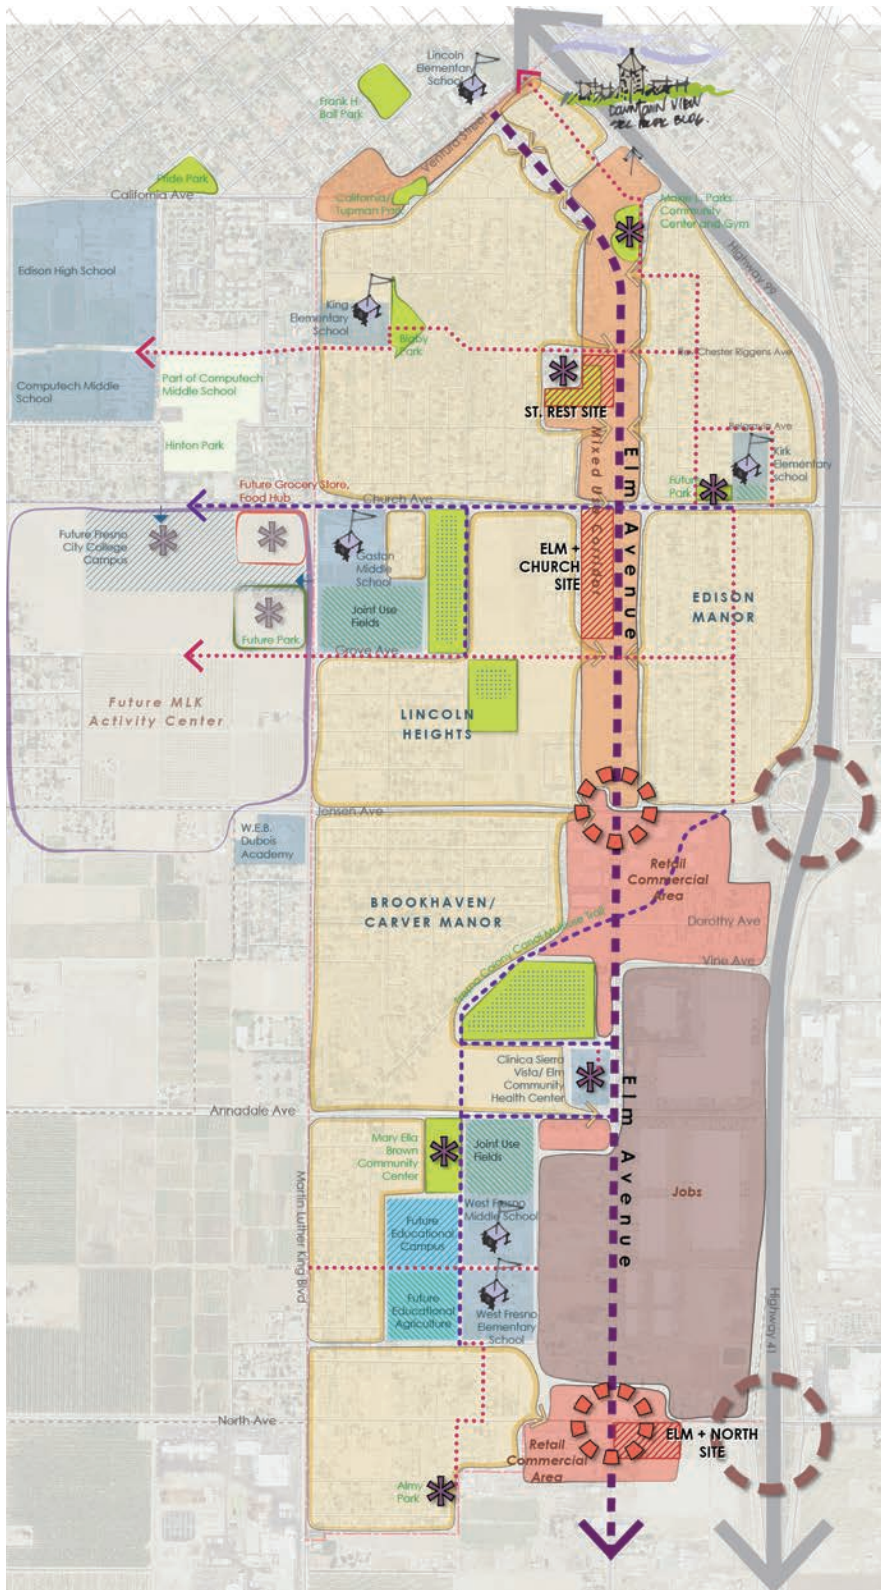 Lincoln
Elementary
School
DOWNTOWN VIEW
Frank H
Ball Park
Ventura Street
Pride Park
California Ave
California/
Tupman Park
Maxie L. Parks
Community
Center and Gym
Highway 99
Edison High School
King
Elementary
School
Bigby
Park
Rev Chester Riggens Ave
Computech Middle
School
Part of Computech
Middle School
ST. REST SITE
Hinton Park
Mixed Use Corridor
Elm Avenue
Belgravia Ave
Kirk
Elementary
school
Future
Park
Future Grocery Store,
Food Hub
Church Ave
Future Fresno
City College
Campus
Gaston
Middle
School
ELM +
CHURCH
SITE
EDISON
MANOR
Joint Use
Fields
Future Park
Grove Ave
Future MLK
Activity Center
LINCOLN
HEIGHTS
Jensen Ave
W.E.B.
Dubois
Academy
Retail
Commercial
Area
BROOKHAVEN/
CARVER MANOR
Dorothy Ave
Vine Ave
Colony Canal Multiuse Trail
Clinica Sierra
Vista/ Elm
Community
Health Center
Elm Avenue
Annadale Ave
Mary Ella
Brown
Community
Center
Joint Use
Fields
Martin Luther King Blvd
West Fresno
Middle School
Jobs
Future
Educational
Campus
Future
Educational
Agriculture
West Fresno
Elementary
School
Highway 41
North Ave
ELM + NORTH
SITE
Retail
Commercial
Area
Almy
Park